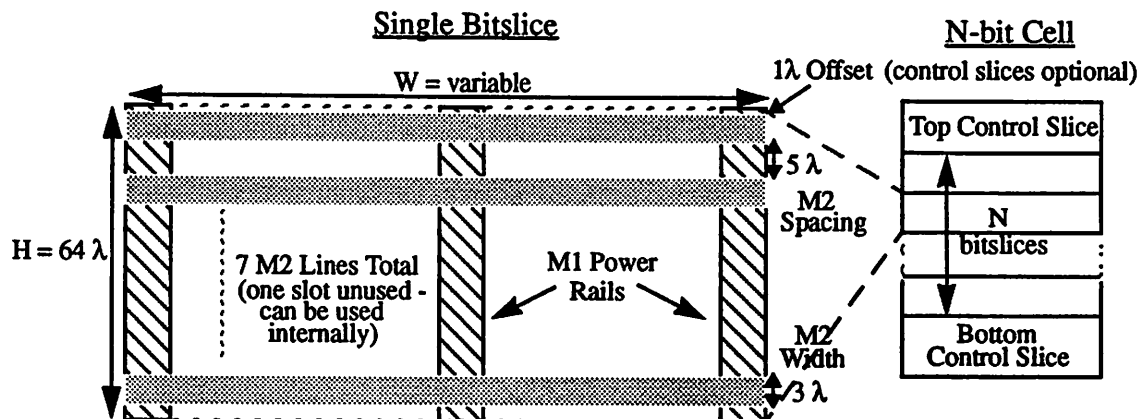 Single Bitslice
N-bit Cell
1λ Offset (control slices optional)
W = variable
Top Control Slice
5 λ
M2
Spacing
N
bitslices
H = 64 λ
7 M2 Lines Total
(one slot unused -
can be used
internally)
M1 Power
Rails
M2
Width
3 λ
Bottom
Control Slice